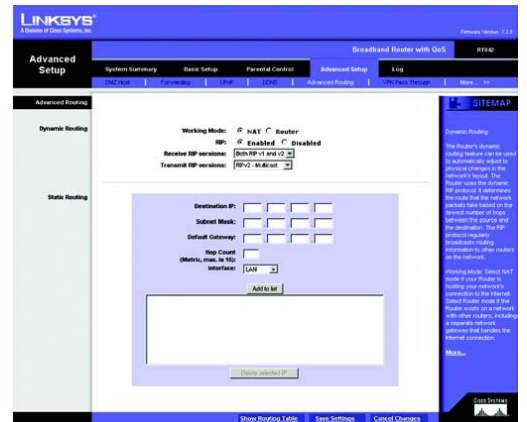 LINKSYS®
A Division of Cisco Systems, Inc.
Firmware Version: 1.3.8
Broadband Router with QoS
RT042
Advanced Setup
System Summary
Basic Setup
Parental Control
Advanced Setup
Log
DMZ Host
Forwarding
UPnP
DDNS
Advanced Routing
VPN Pass Through
More... >>
Advanced Routing
SITEMAP
Dynamic Routing
Working Mode: NAT Router
RIP: Enabled Disabled
Receive RIP versions: Both RIP v1 and v2
Transmit RIP versions: RIPv2 - Multicast
Static Routing
Destination IP:
Subnet Mask:
Default Gateway:
Hop Count
(Metric, max. is 15):
Interface: LAN
Add to list
Delete selected IP
Dynamic Routing
The Router's dynamic
routing feature can be used
to automatically adjust to
physical changes in the
network's layout. The
Router uses the dynamic
RIP protocol. It determines
the route that the network
packets take based on the
fewest number of hops
between the source and
the destination. The RIP
protocol regularly
broadcasts routing
information to other routers
on the network.
Working Mode: Select NAT
mode if your Router is
hosting your network's
connection to the Internet.
Select Router mode if the
Router exists on a network
with other routers, including
a separate network
gateway that handles the
Internet connection.
More...
Show Routing Table
Save Settings
Cancel Changes
CISCO SYSTEMS